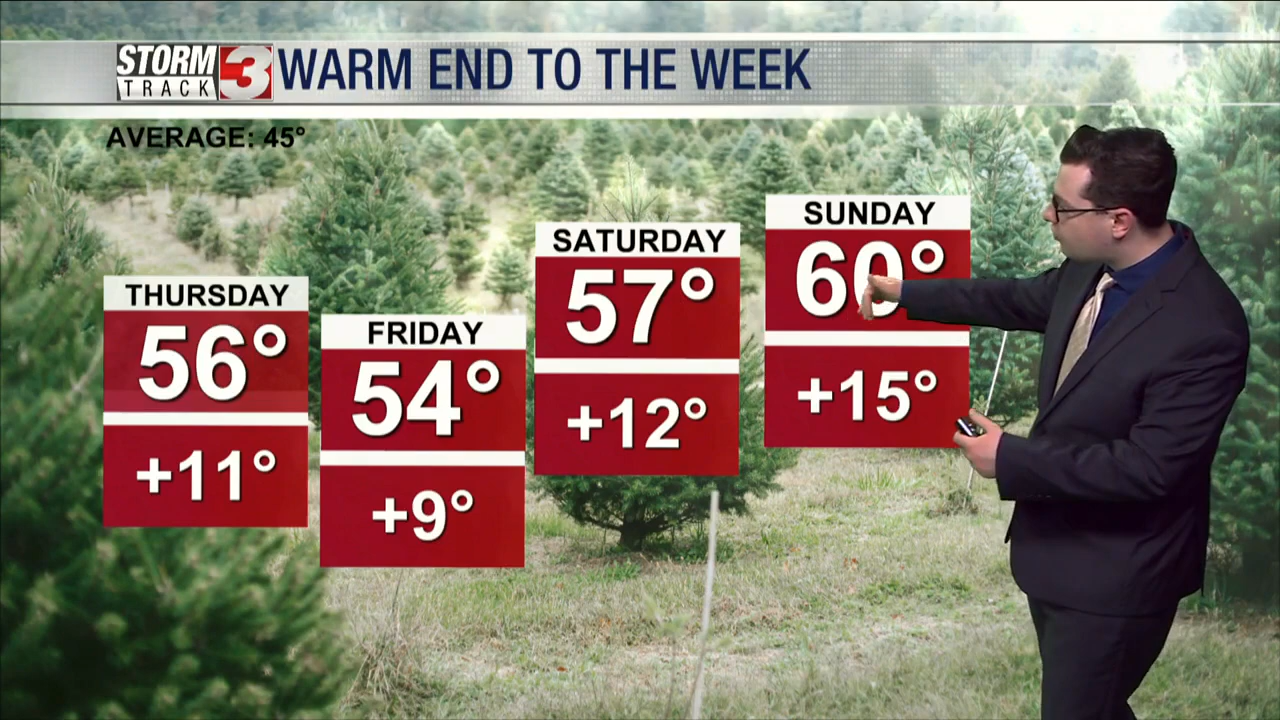 STORM
TRACK
3
WARM END TO THE WEEK
AVERAGE: 45°
THURSDAY
56°
+11°
FRIDAY
54°
+9°
SATURDAY
57°
+12°
SUNDAY
60°
+15°